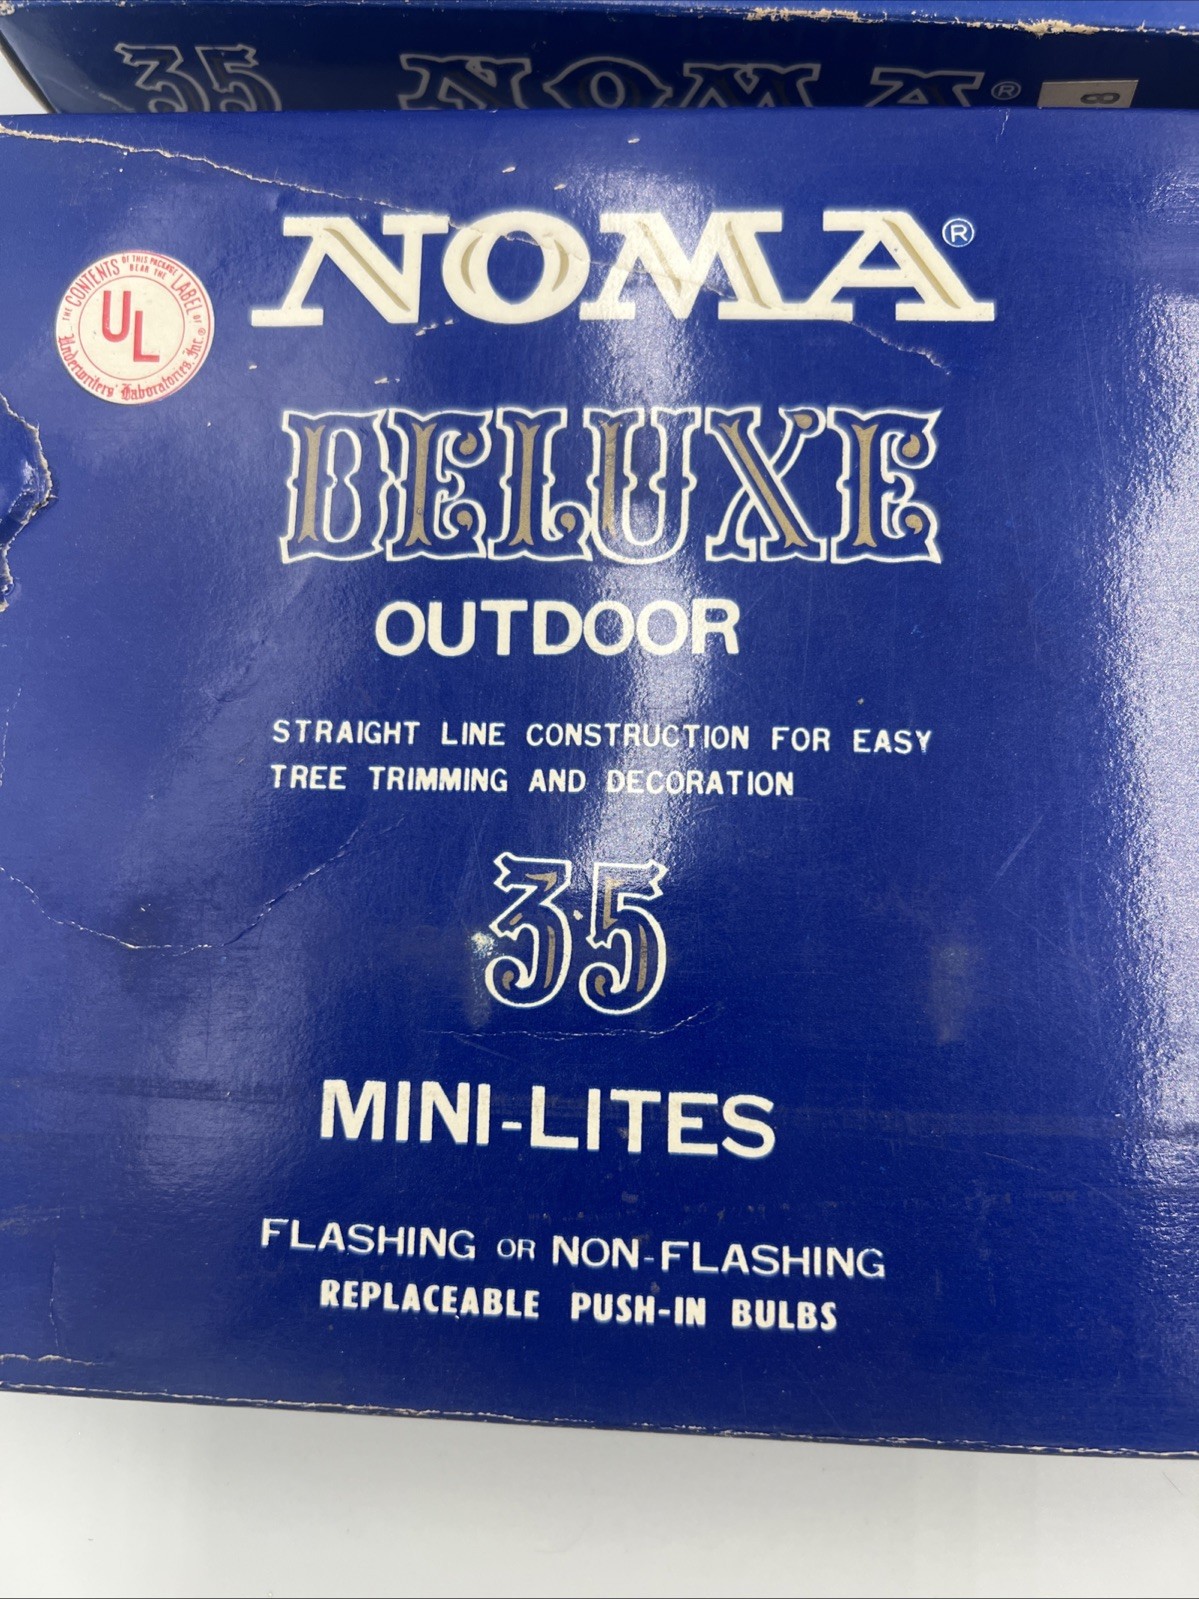 35 NOMA® 8
NOMA®
THE CONTENTS OF THIS PACKAGE BEAR THE LABEL OF
UL
Underwriters' Laboratories, Inc.®
DELUXE
OUTDOOR
STRAIGHT LINE CONSTRUCTION FOR EASY
TREE TRIMMING AND DECORATION
35
MINI-LITES
FLASHING OR NON-FLASHING
REPLACEABLE PUSH-IN BULBS